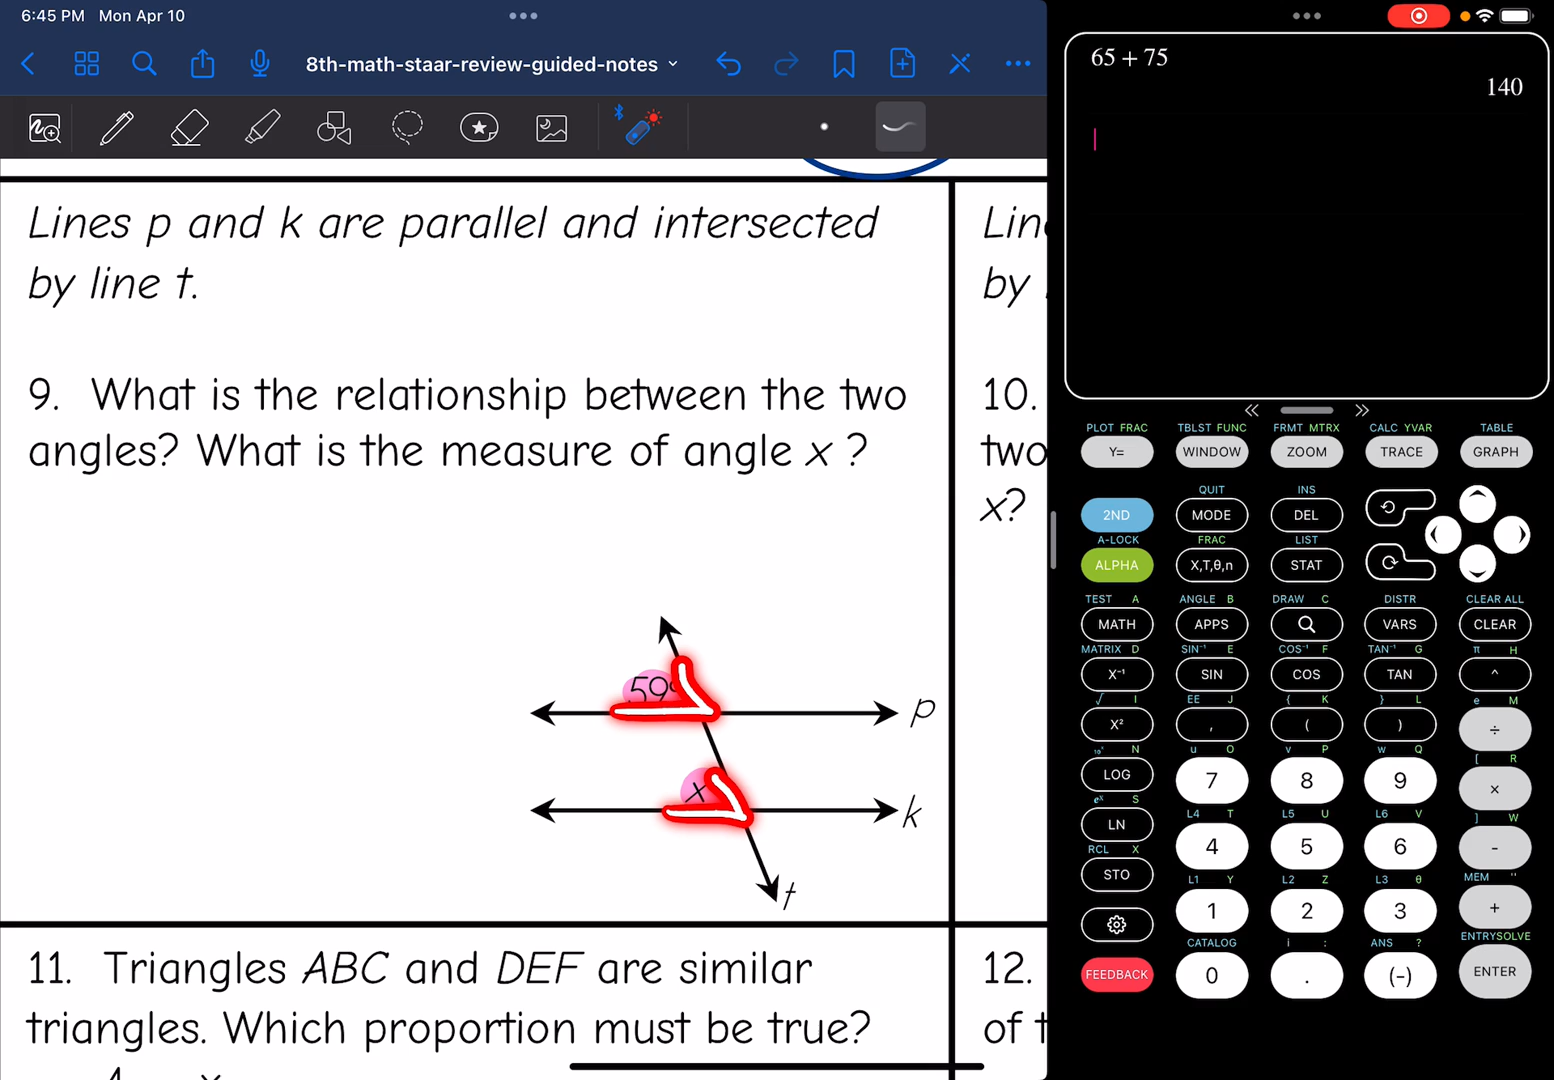 6:45 PM Mon Apr 10
8th-math-staar-review-guided-notes
Lines p and k are parallel and intersected
by line t.
9. What is the relationship between the two
angles? What is the measure of angle x ?
59°
p
x
k
t
11. Triangles ABC and DEF are similar
triangles. Which proportion must be true?
by
10.
two
x?
12.
65 + 75
140
PLOT FRAC TBLST FUNC FRMT MTRX CALC YVAR TABLE
Y= WINDOW ZOOM TRACE GRAPH
QUIT INS
2ND MODE DEL
A-LOCK FRAC LIST
ALPHA X,T,θ,n STAT
TEST A ANGLE B DRAW C DISTR CLEAR ALL
MATH APPS VARS CLEAR
MATRIX D SIN⁻¹ E COS⁻¹ F TAN⁻¹ G π H
X⁻¹ SIN COS TAN ^
√ I EE J { K } L e M
X² , ( ) ÷
10ˣ N u O v P w Q [ R
LOG 7 8 9 ×
eˣ S L4 T L5 U L6 V ] W
LN 4 5 6 -
RCL X L1 Y L2 Z L3 θ MEM "
STO 1 2 3 +
CATALOG i : ANS ? ENTRY SOLVE
FEEDBACK 0 . (-) ENTER